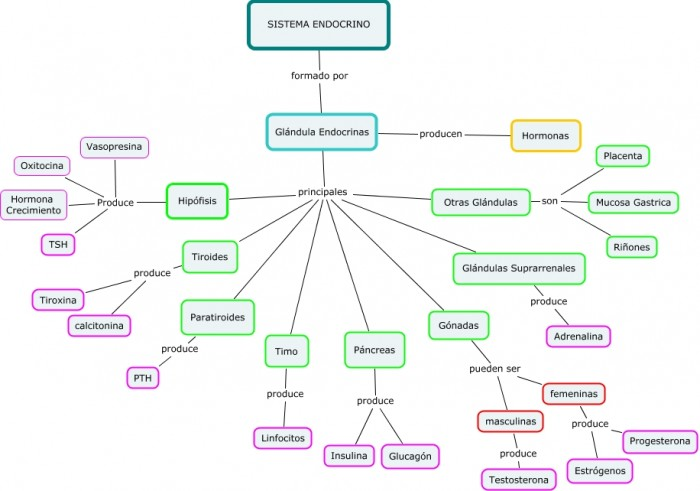 SISTEMA ENDOCRINO
formado por
Glándula Endocrinas
producen
Hormonas
principales
Hipófisis
Produce
Vasopresina
Oxitocina
Hormona
Crecimiento
TSH
Tiroides
produce
Tiroxina
calcitonina
Paratiroides
produce
PTH
Timo
produce
Linfocitos
Páncreas
produce
Insulina
Glucagón
Gónadas
pueden ser
masculinas
produce
Testosterona
femeninas
produce
Estrógenos
Progesterona
Glándulas Suprarrenales
produce
Adrenalina
Otras Glándulas
son
Placenta
Mucosa Gastrica
Riñones